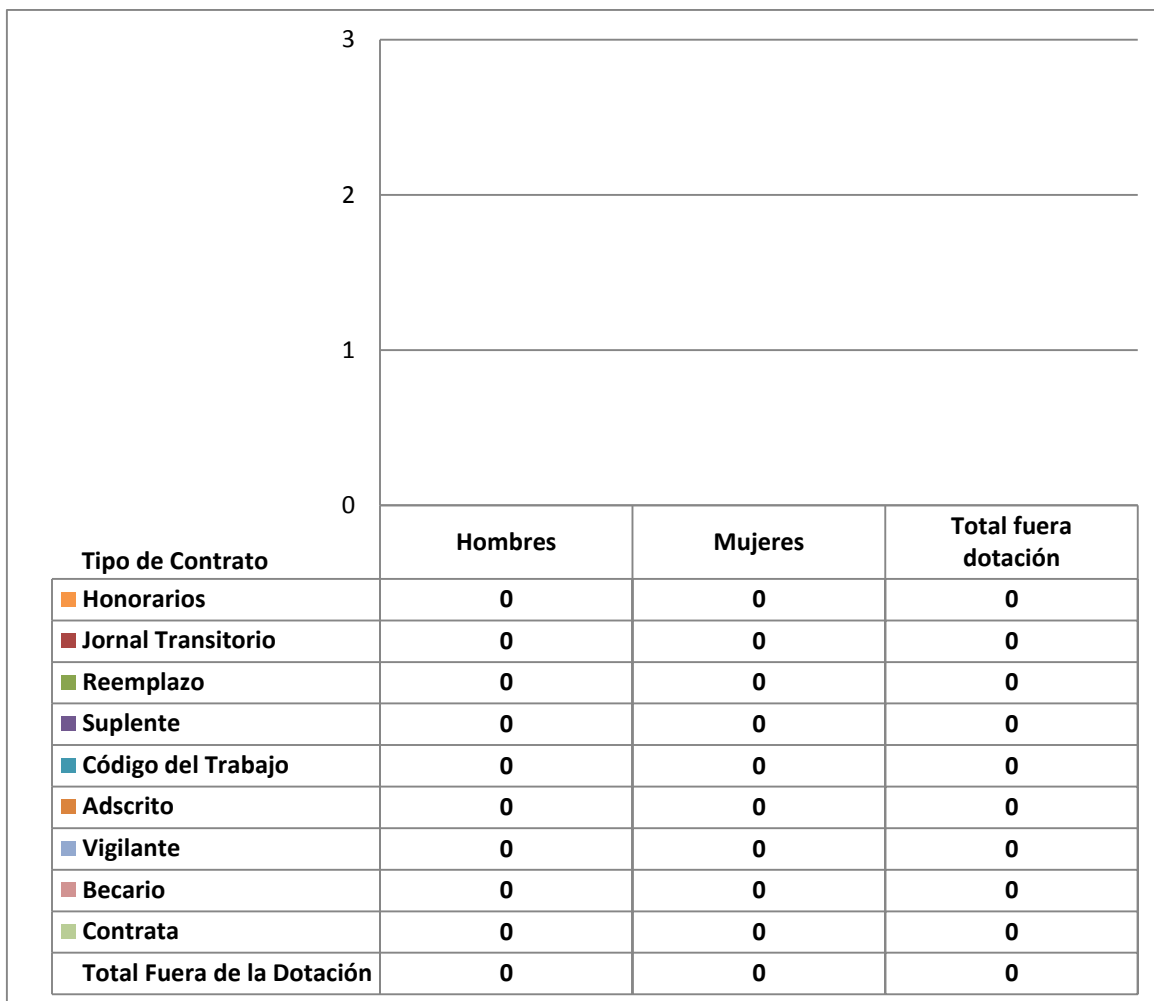 3
2
1
0
Tipo de Contrato Hombres Mujeres Total fuera
dotación
Honorarios 0 0 0
Jornal Transitorio 0 0 0
Reemplazo 0 0 0
Suplente 0 0 0
Código del Trabajo 0 0 0
Adscrito 0 0 0
Vigilante 0 0 0
Becario 0 0 0
Contrata 0 0 0
Total Fuera de la Dotación 0 0 0